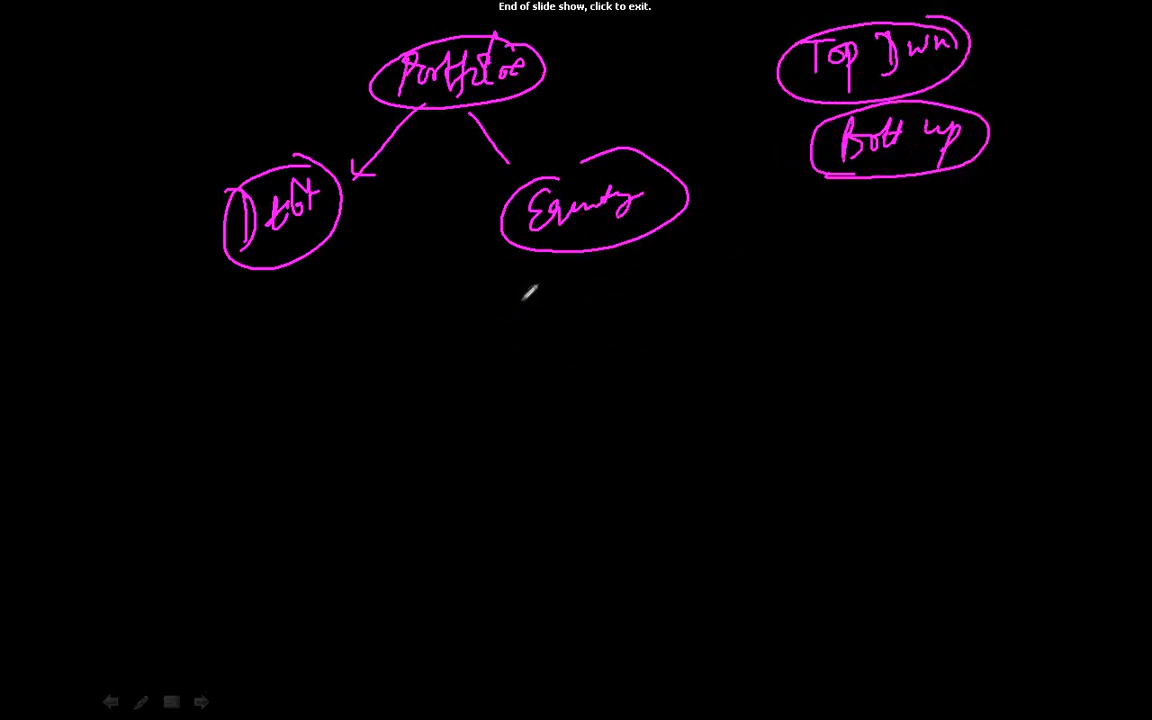 End of slide show, click to exit.
Portfolio
Top Down
Bott up
Debt
Equity